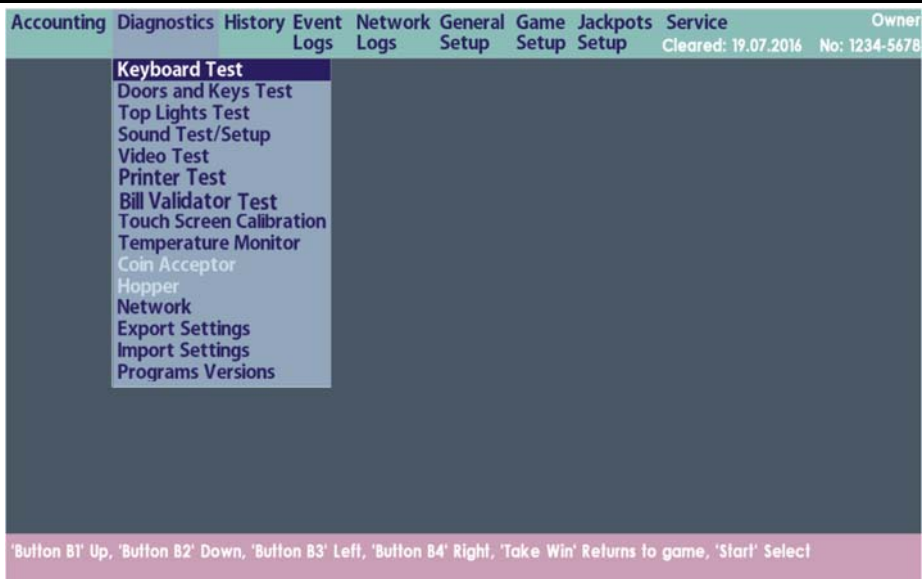 Accounting Diagnostics History Event Logs Network Logs General Setup Game Setup Jackpots Setup Service Owner
Cleared: 19.07.2016 No: 1234-5678
Keyboard Test
Doors and Keys Test
Top Lights Test
Sound Test/Setup
Video Test
Printer Test
Bill Validator Test
Touch Screen Calibration
Temperature Monitor
Coin Acceptor
Hopper
Network
Export Settings
Import Settings
Programs Versions
'Button B1' Up, 'Button B2' Down, 'Button B3' Left, 'Button B4' Right, 'Take Win' Returns to game, 'Start' Select